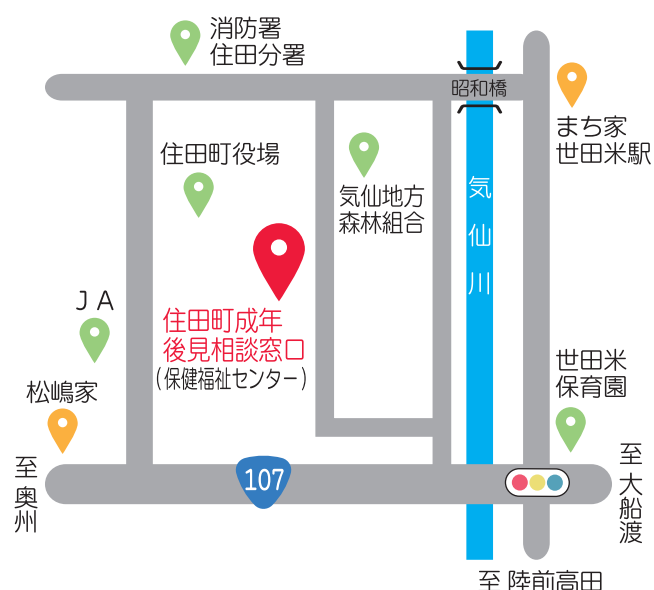 消防署
住田分署
昭和橋
まち家
世田米駅
住田町役場
気仙地方
森林組合
気仙川
JA
住田町成年
後見相談窓口
(保健福祉センター)
松嶋家
世田米
保育園
至奥州
107
至大船渡
至 陸前高田